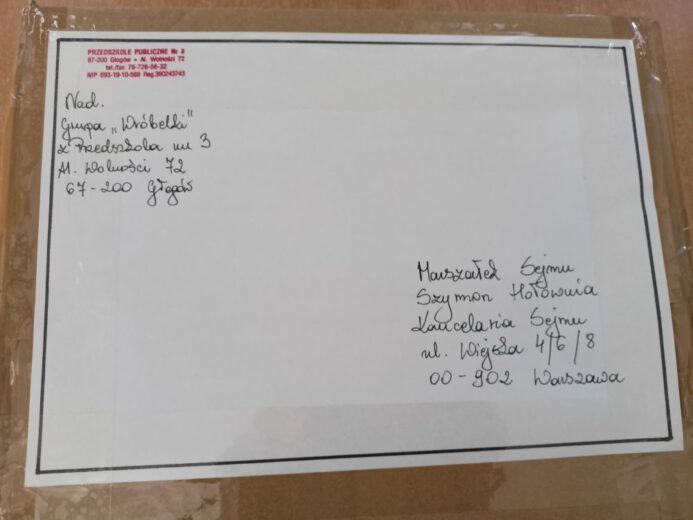 PRZEDSZKOLE PUBLICZNE Nr 3
67-200 Głogów • Al. Wolności 72
tel./fax 76-726-56-32
NIP 693-19-10-569 Reg.390243743
Nad.
Grupa „Wróbelki"
z Przedszkola nr 3
Al. Wolności 72
67-200 Głogów
Marszałek Sejmu
Szymon Hołownia
Kancelaria Sejmu
ul. Wiejska 4/6/8
00-902 Warszawa